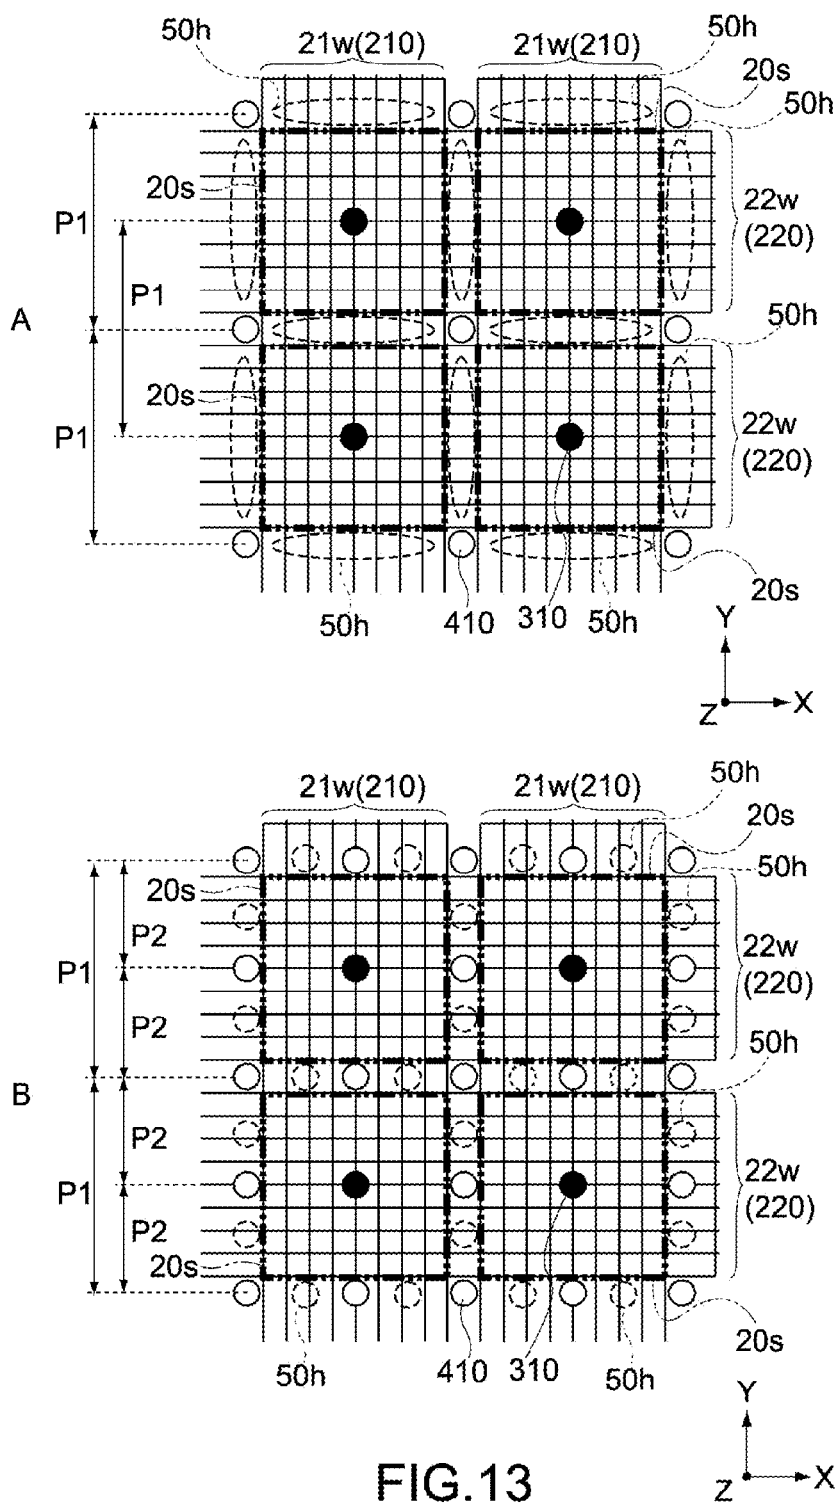 50h 21w(210) 21w(210) 50h
20s
50h
20s
P1
22w
(220)
P1
A
50h
20s
P1
22w
(220)
20s
50h 410 310 50h
Y
Z X
21w(210) 21w(210) 50h
20s
50h
20s
P2
P1
22w
(220)
P2
50h
B
P2
P1
22w
(220)
P2
20s
20s
50h 410 310 50h
Y
Z X
FIG.13